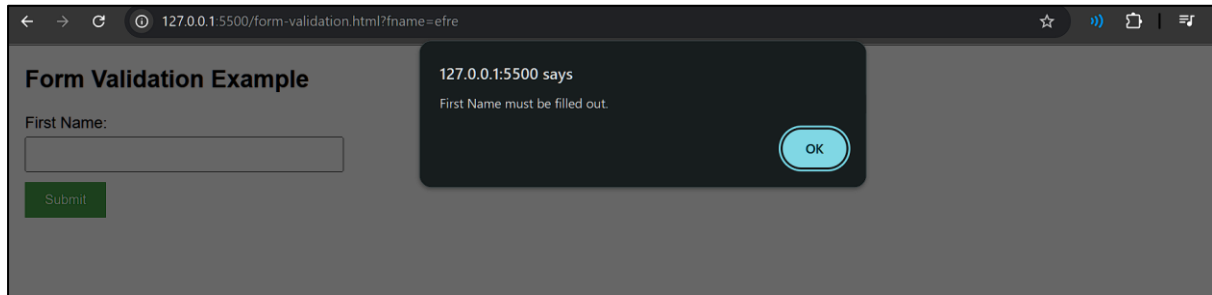 127.0.0.1:5500/form-validation.html?fname=efre
Form Validation Example
First Name:
Submit
127.0.0.1:5500 says
First Name must be filled out.
OK